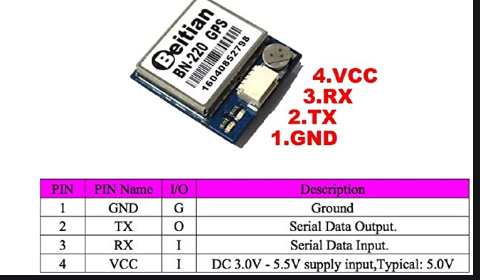 Beitian
BN-220 GPS
16040852798
4.VCC
3.RX
2.TX
1.GND
PIN PIN Name I/O Description
1 GND G Ground
2 TX O Serial Data Output.
3 RX I Serial Data Input.
4 VCC I DC 3.0V - 5.5V supply input,Typical: 5.0V